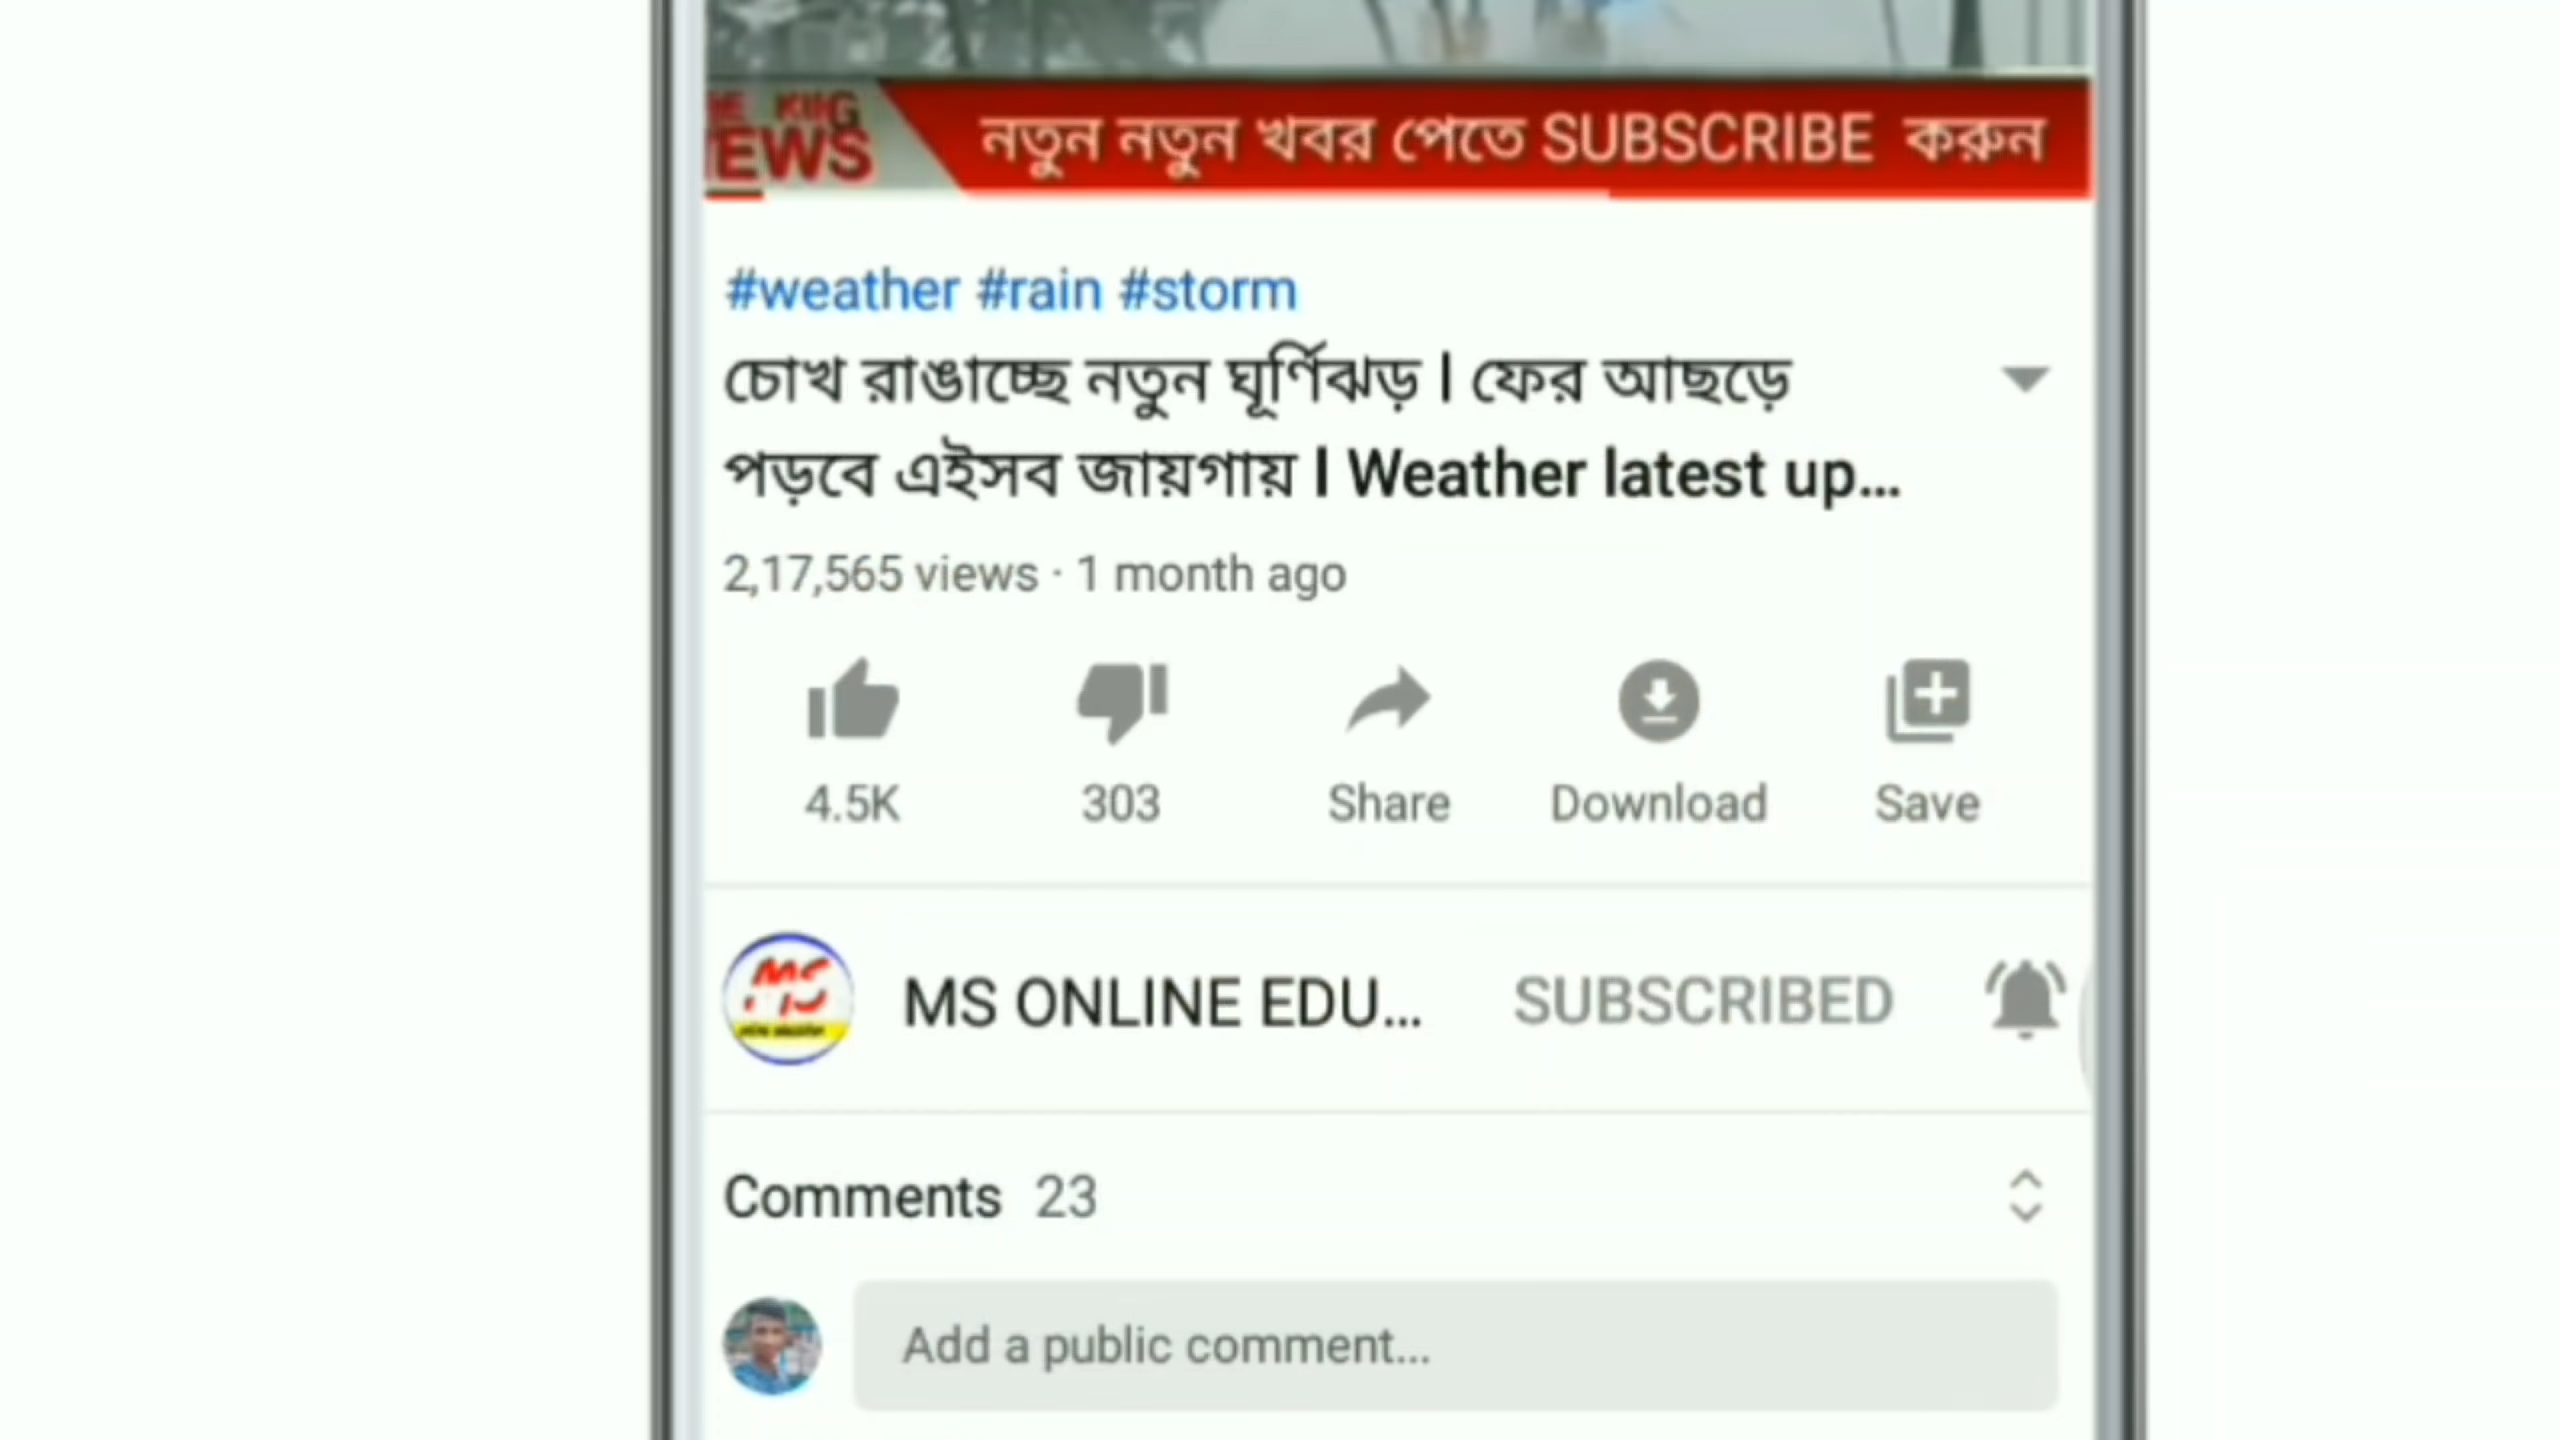 NEWS
নতুন নতুন খবর পেতে SUBSCRIBE করুন
#weather #rain #storm
চোখ রাঙাচ্ছে নতুন ঘূর্ণিঝড় l ফের আছড়ে
পড়বে এইসব জায়গায় l Weather latest up...
2,17,565 views · 1 month ago
4.5K 303 Share Download Save
MS ONLINE EDU... SUBSCRIBED
Comments 23
Add a public comment...